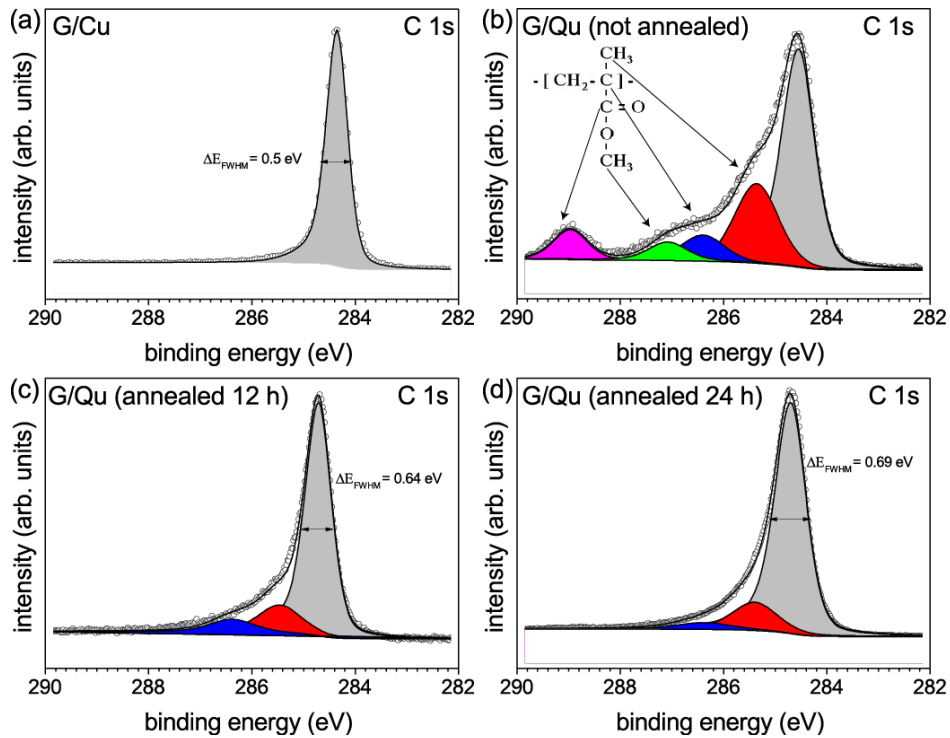 (a) G/Cu C 1s
ΔE_FWHM = 0.5 eV
intensity (arb. units)
290 288 286 284 282
binding energy (eV)
(b) G/Qu (not annealed) C 1s
CH₃
- [ CH₂ - C ] -
C = O
O
CH₃
intensity (arb. units)
290 288 286 284 282
binding energy (eV)
(c) G/Qu (annealed 12 h) C 1s
ΔE_FWHM = 0.64 eV
intensity (arb. units)
290 288 286 284 282
binding energy (eV)
(d) G/Qu (annealed 24 h) C 1s
ΔE_FWHM = 0.69 eV
intensity (arb. units)
290 288 286 284 282
binding energy (eV)